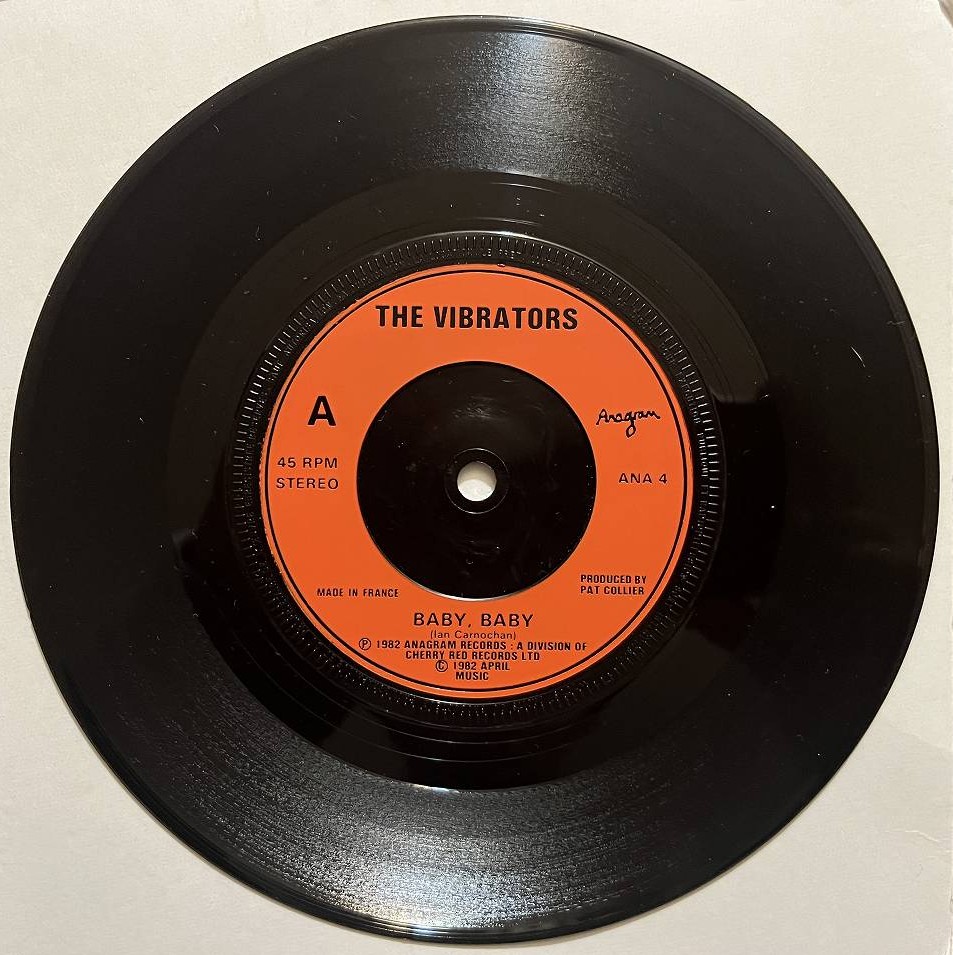 THE VIBRATORS
A
Anagram
45 RPM
STEREO
ANA 4
MADE IN FRANCE
PRODUCED BY
PAT COLLIER
BABY, BABY
(Ian Carnochan)
Ⓟ 1982 ANAGRAM RECORDS : A DIVISION OF
CHERRY RED RECORDS LTD
© 1982 APRIL
MUSIC